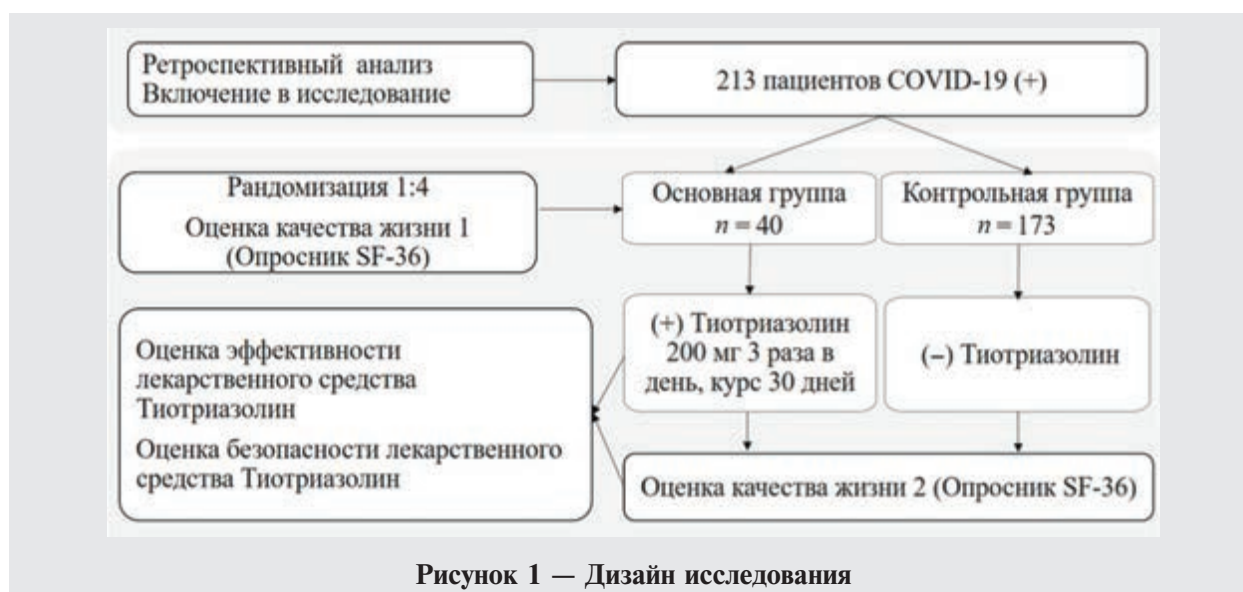 Ретроспективный анализ
Включение в исследование
213 пациентов COVID-19 (+)
Рандомизация 1:4
Оценка качества жизни 1
(Опросник SF-36)
Основная группа
n = 40
Контрольная группа
n = 173
(+) Тиотриазолин
200 мг 3 раза в
день, курс 30 дней
(−) Тиотриазолин
Оценка эффективности
лекарственного средства
Тиотриазолин
Оценка безопасности лекарственного
средства Тиотриазолин
Оценка качества жизни 2 (Опросник SF-36)
Рисунок 1 — Дизайн исследования